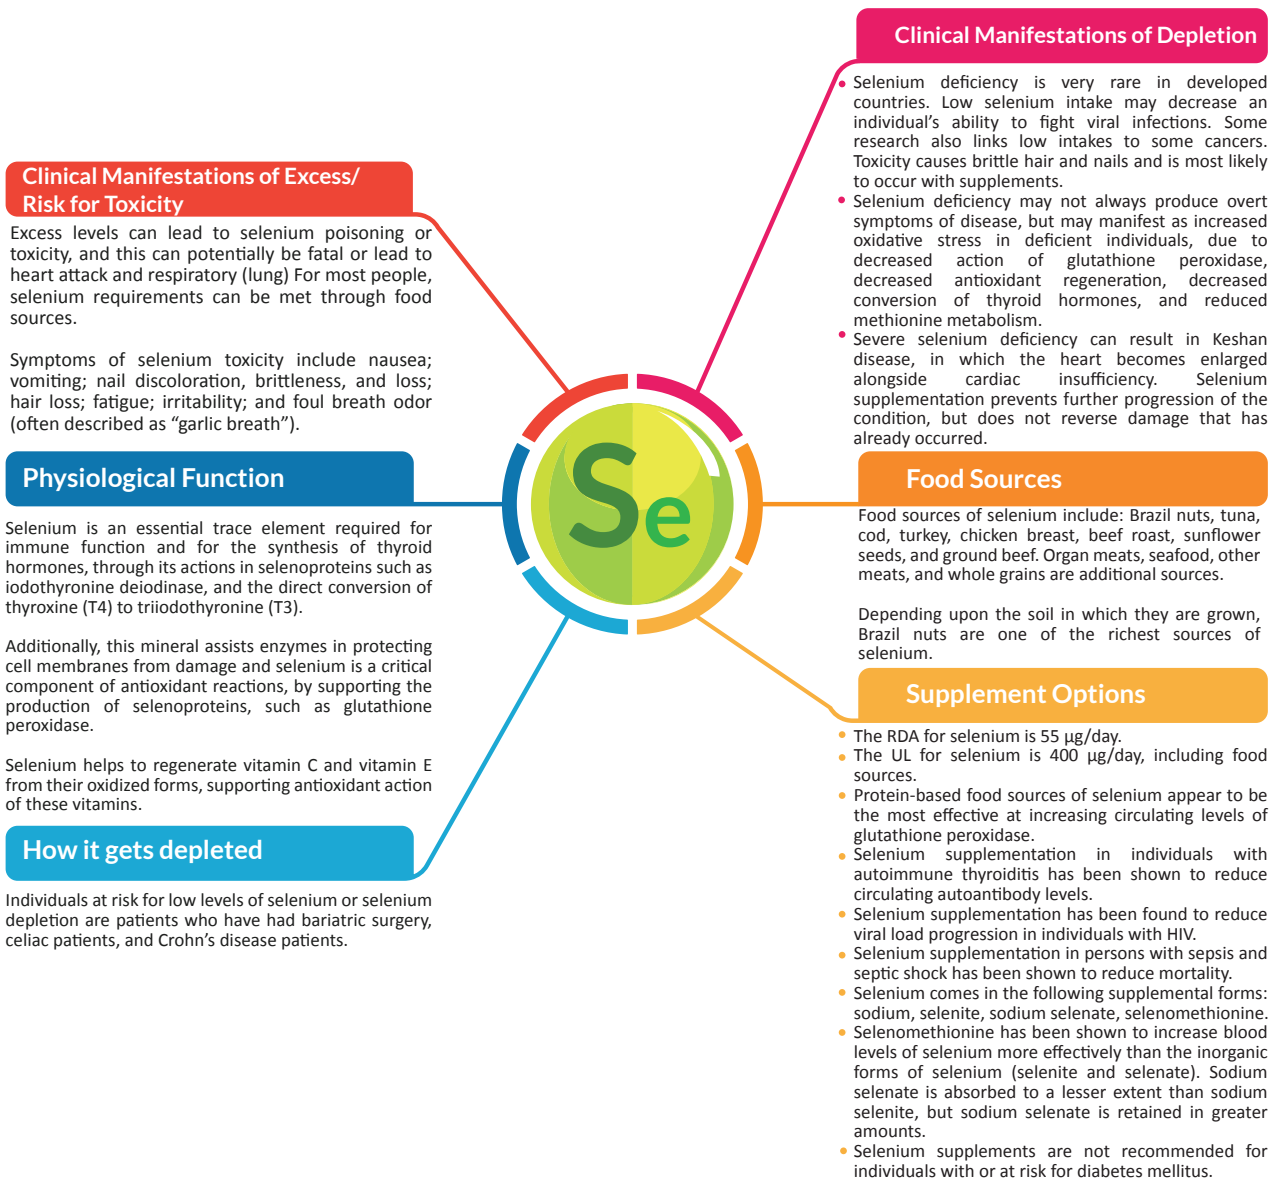 Clinical Manifestations of Excess/
Risk for Toxicity
Excess levels can lead to selenium poisoning or
toxicity, and this can potentially be fatal or lead to
heart attack and respiratory (lung) For most people,
selenium requirements can be met through food
sources.
Symptoms of selenium toxicity include nausea;
vomiting; nail discoloration, brittleness, and loss;
hair loss; fatigue; irritability; and foul breath odor
(often described as “garlic breath”).
Physiological Function
Selenium is an essential trace element required for
immune function and for the synthesis of thyroid
hormones, through its actions in selenoproteins such as
iodothyronine deiodinase, and the direct conversion of
thyroxine (T4) to triiodothyronine (T3).
Additionally, this mineral assists enzymes in protecting
cell membranes from damage and selenium is a critical
component of antioxidant reactions, by supporting the
production of selenoproteins, such as glutathione
peroxidase.
Selenium helps to regenerate vitamin C and vitamin E
from their oxidized forms, supporting antioxidant action
of these vitamins.
How it gets depleted
Individuals at risk for low levels of selenium or selenium
depletion are patients who have had bariatric surgery,
celiac patients, and Crohn’s disease patients.
Se
Clinical Manifestations of Depletion
• Selenium deficiency is very rare in developed
countries. Low selenium intake may decrease an
individual’s ability to fight viral infections. Some
research also links low intakes to some cancers.
Toxicity causes brittle hair and nails and is most likely
to occur with supplements.
• Selenium deficiency may not always produce overt
symptoms of disease, but may manifest as increased
oxidative stress in deficient individuals, due to
decreased action of glutathione peroxidase,
decreased antioxidant regeneration, decreased
conversion of thyroid hormones, and reduced
methionine metabolism.
• Severe selenium deficiency can result in Keshan
disease, in which the heart becomes enlarged
alongside cardiac insufficiency. Selenium
supplementation prevents further progression of the
condition, but does not reverse damage that has
already occurred.
Food Sources
Food sources of selenium include: Brazil nuts, tuna,
cod, turkey, chicken breast, beef roast, sunflower
seeds, and ground beef. Organ meats, seafood, other
meats, and whole grains are additional sources.
Depending upon the soil in which they are grown,
Brazil nuts are one of the richest sources of
selenium.
Supplement Options
• The RDA for selenium is 55 µg/day.
• The UL for selenium is 400 µg/day, including food
sources.
• Protein-based food sources of selenium appear to be
the most effective at increasing circulating levels of
glutathione peroxidase.
• Selenium supplementation in individuals with
autoimmune thyroiditis has been shown to reduce
circulating autoantibody levels.
• Selenium supplementation has been found to reduce
viral load progression in individuals with HIV.
• Selenium supplementation in persons with sepsis and
septic shock has been shown to reduce mortality.
• Selenium comes in the following supplemental forms:
sodium, selenite, sodium selenate, selenomethionine.
• Selenomethionine has been shown to increase blood
levels of selenium more effectively than the inorganic
forms of selenium (selenite and selenate). Sodium
selenate is absorbed to a lesser extent than sodium
selenite, but sodium selenate is retained in greater
amounts.
• Selenium supplements are not recommended for
individuals with or at risk for diabetes mellitus.